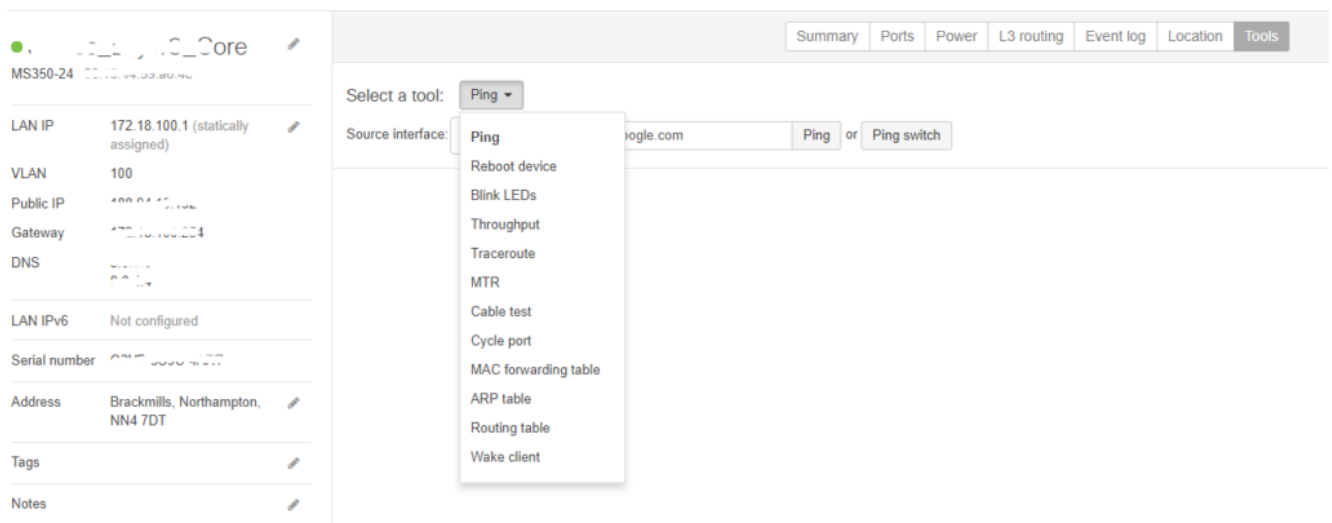 Core
MS350-24
LAN IP 172.18.100.1 (statically
assigned)
VLAN 100
Public IP
Gateway
DNS
LAN IPv6 Not configured
Serial number
Address Brackmills, Northampton,
NN4 7DT
Tags
Notes
Summary Ports Power L3 routing Event log Location Tools
Select a tool: Ping
Source interface: oogle.com Ping or Ping switch
Ping
Reboot device
Blink LEDs
Throughput
Traceroute
MTR
Cable test
Cycle port
MAC forwarding table
ARP table
Routing table
Wake client